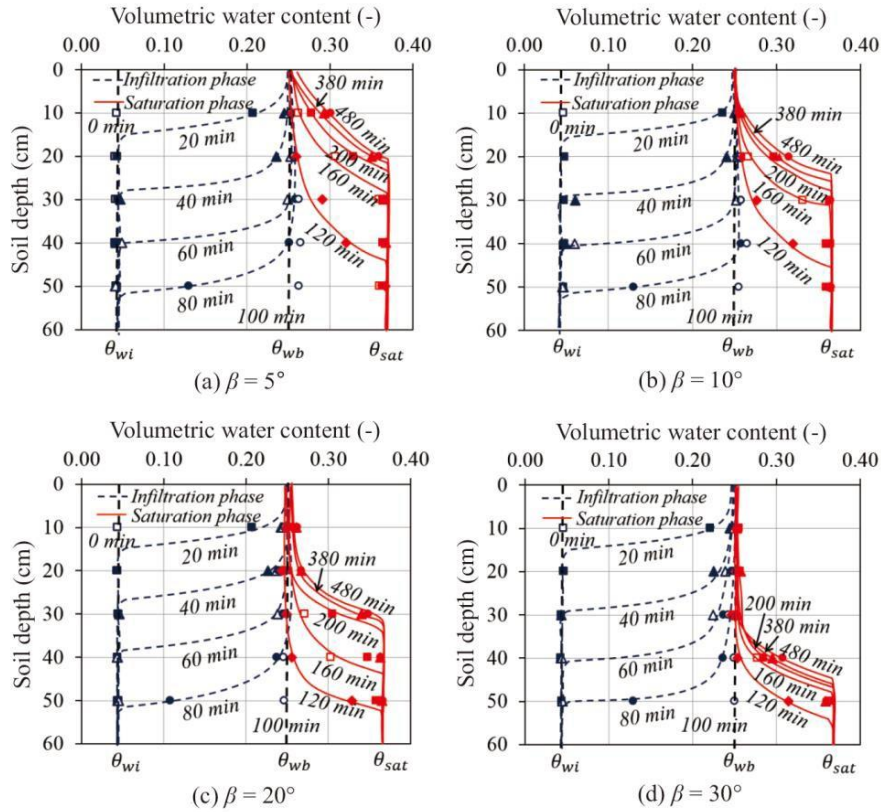 Volumetric water content (-)
0.00 0.10 0.20 0.30 0.40
Soil depth (cm)
0
10
20
30
40
50
60
Infiltration phase
Saturation phase
0 min
20 min
40 min
60 min
80 min
100 min
120 min
160 min
200 min
380 min
480 min
θwi θwb θsat
(a) β = 5°
Volumetric water content (-)
0.00 0.10 0.20 0.30 0.40
Soil depth (cm)
0
10
20
30
40
50
60
Infiltration phase
Saturation phase
0 min
20 min
40 min
60 min
80 min
100 min
120 min
160 min
200 min
380 min
480 min
θwi θwb θsat
(b) β = 10°
Volumetric water content (-)
0.00 0.10 0.20 0.30 0.40
Soil depth (cm)
0
10
20
30
40
50
60
Infiltration phase
Saturation phase
0 min
20 min
40 min
60 min
80 min
100 min
120 min
160 min
200 min
380 min
480 min
θwi θwb θsat
(c) β = 20°
Volumetric water content (-)
0.00 0.10 0.20 0.30 0.40
Soil depth (cm)
0
10
20
30
40
50
60
Infiltration phase
Saturation phase
0 min
20 min
40 min
60 min
80 min
100 min
120 min
160 min
200 min
380 min
480 min
θwi θwb θsat
(d) β = 30°